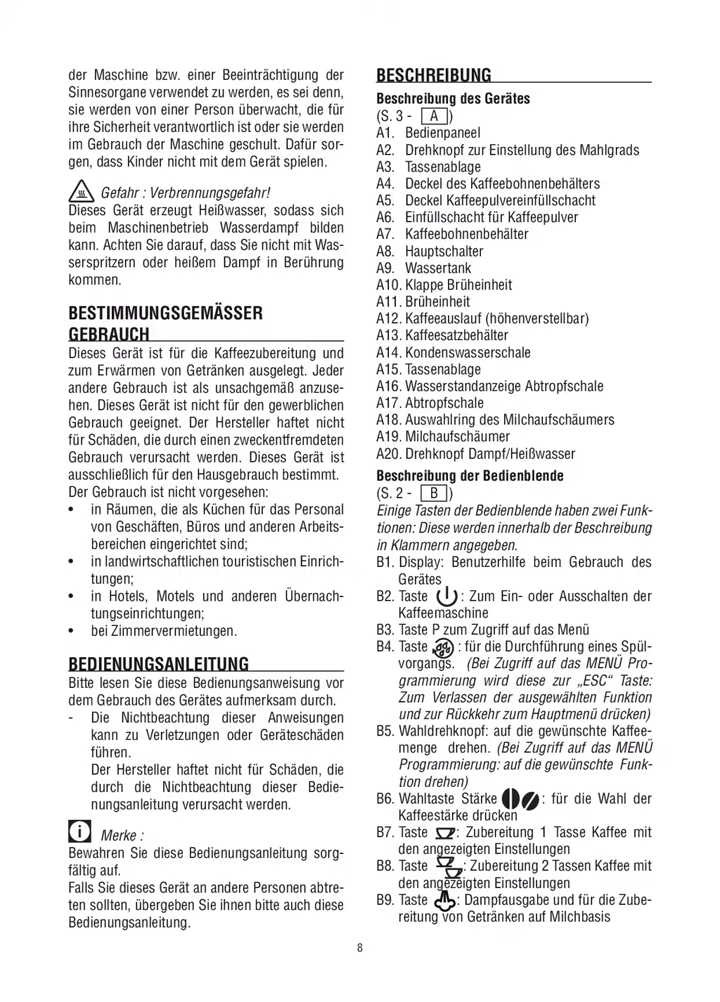 der Maschine bzw. einer Beeinträchtigung der
Sinnesorgane verwendet zu werden, es sei denn,
sie werden von einer Person überwacht, die für
ihre Sicherheit verantwortlich ist oder sie werden
im Gebrauch der Maschine geschult. Dafür sor-
gen, dass Kinder nicht mit dem Gerät spielen.
Gefahr : Verbrennungsgefahr!
Dieses Gerät erzeugt Heißwasser, sodass sich
beim Maschinenbetrieb Wasserdampf bilden
kann. Achten Sie darauf, dass Sie nicht mit Was-
serspritzern oder heißem Dampf in Berührung
kommen.
BESTIMMUNGSGEMÄSSER
GEBRAUCH
Dieses Gerät ist für die Kaffeezubereitung und
zum Erwärmen von Getränken ausgelegt. Jeder
andere Gebrauch ist als unsachgemäß anzuse-
hen. Dieses Gerät ist nicht für den gewerblichen
Gebrauch geeignet. Der Hersteller haftet nicht
für Schäden, die durch einen zweckentfremdeten
Gebrauch verursacht werden. Dieses Gerät ist
ausschließlich für den Hausgebrauch bestimmt.
Der Gebrauch ist nicht vorgesehen:
• in Räumen, die als Küchen für das Personal
von Geschäften, Büros und anderen Arbeits-
bereichen eingerichtet sind;
• in landwirtschaftlichen touristischen Einrich-
tungen;
• in Hotels, Motels und anderen Übernach-
tungseinrichtungen;
• bei Zimmervermietungen.
BEDIENUNGSANLEITUNG
Bitte lesen Sie diese Bedienungsanweisung vor
dem Gebrauch des Gerätes aufmerksam durch.
- Die Nichtbeachtung dieser Anweisungen
kann zu Verletzungen oder Geräteschäden
führen.
Der Hersteller haftet nicht für Schäden, die
durch die Nichtbeachtung dieser Bedie-
nungsanleitung verursacht werden.
i Merke :
Bewahren Sie diese Bedienungsanleitung sorg-
fältig auf.
Falls Sie dieses Gerät an andere Personen abtre-
ten sollten, übergeben Sie ihnen bitte auch diese
Bedienungsanleitung.
BESCHREIBUNG
Beschreibung des Gerätes
(S. 3 - A )
A1. Bedienpaneel
A2. Drehknopf zur Einstellung des Mahlgrads
A3. Tassenablage
A4. Deckel des Kaffeebohnenbehälters
A5. Deckel Kaffeepulvereinfüllschacht
A6. Einfüllschacht für Kaffeepulver
A7. Kaffeebohnenbehälter
A8. Hauptschalter
A9. Wassertank
A10. Klappe Brüheinheit
A11. Brüheinheit
A12. Kaffeeauslauf (höhenverstellbar)
A13. Kaffeesatzbehälter
A14. Kondenswasserschale
A15. Tassenablage
A16. Wasserstandanzeige Abtropfschale
A17. Abtropfschale
A18. Auswahlring des Milchaufschäumers
A19. Milchaufschäumer
A20. Drehknopf Dampf/Heißwasser
Beschreibung der Bedienblende
(S. 2 - B )
Einige Tasten der Bedienblende haben zwei Funk-
tionen: Diese werden innerhalb der Beschreibung
in Klammern angegeben.
B1. Display: Benutzerhilfe beim Gebrauch des
Gerätes
B2. Taste : Zum Ein- oder Ausschalten der
Kaffeemaschine
B3. Taste P zum Zugriff auf das Menü
B4. Taste : für die Durchführung eines Spül-
vorgangs. (Bei Zugriff auf das MENÜ Pro-
grammierung wird diese zur „ESC“ Taste:
Zum Verlassen der ausgewählten Funktion
und zur Rückkehr zum Hauptmenü drücken)
B5. Wahldrehknopf: auf die gewünschte Kaffee-
menge drehen. (Bei Zugriff auf das MENÜ
Programmierung: auf die gewünschte Funk-
tion drehen)
B6. Wahltaste Stärke : für die Wahl der
Kaffeestärke drücken
B7. Taste : Zubereitung 1 Tasse Kaffee mit
den angezeigten Einstellungen
B8. Taste : Zubereitung 2 Tassen Kaffee mit
den angezeigten Einstellungen
B9. Taste : Dampfausgabe und für die Zube-
reitung von Getränken auf Milchbasis
8